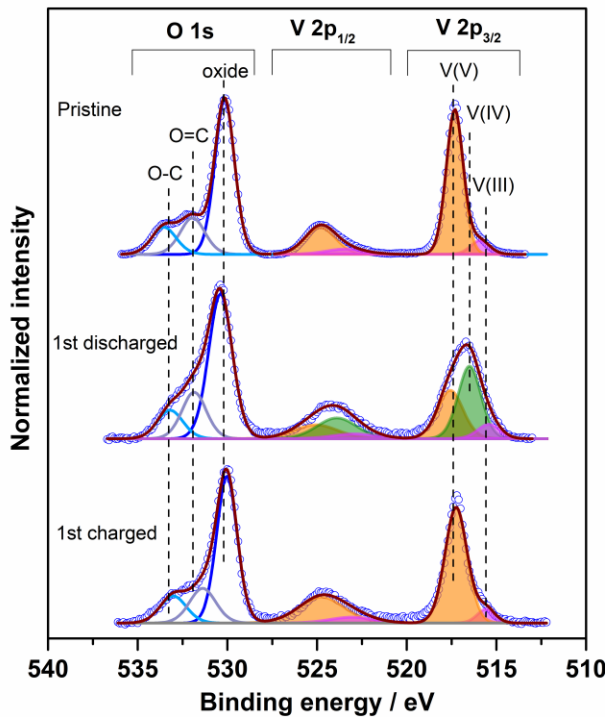 O 1s V 2p1/2 V 2p3/2
oxide V(V)
Pristine V(IV)
O=C
O-C V(III)
1st discharged
1st charged
Normalized intensity
540 535 530 525 520 515 510
Binding energy / eV